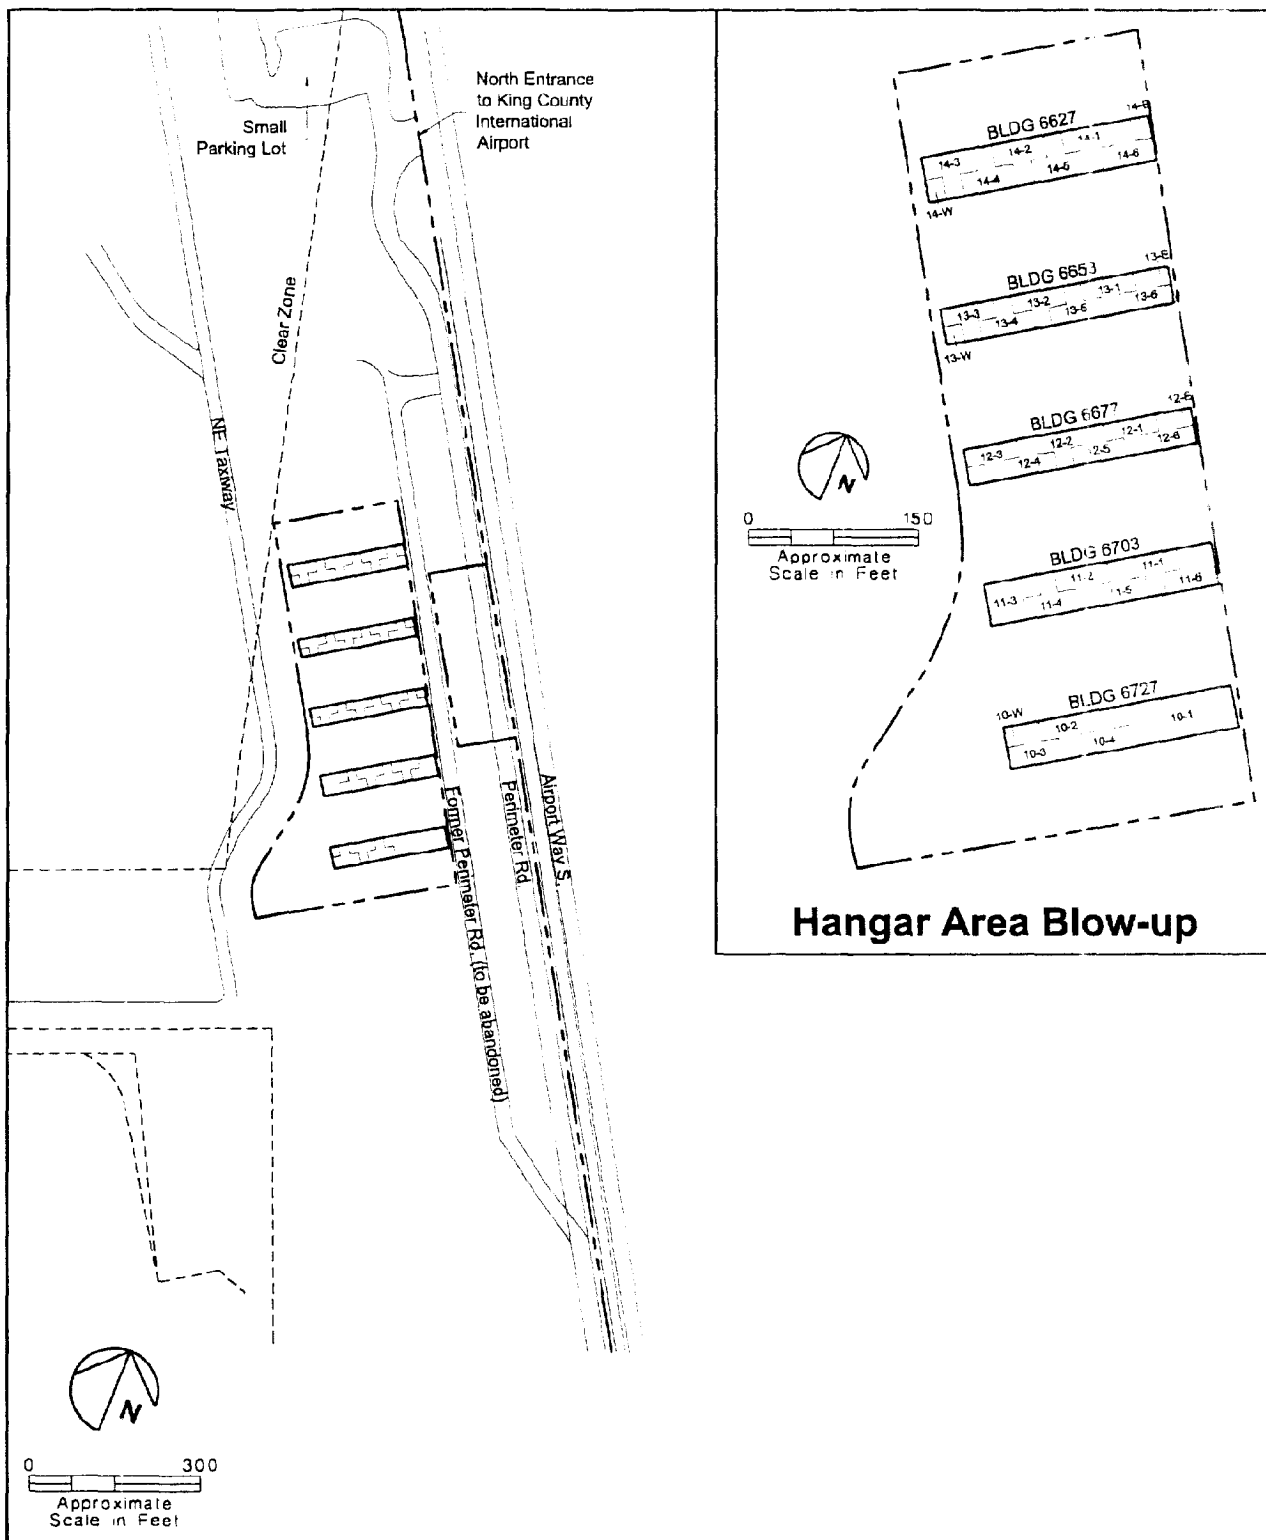 North Entrance
to King County
International
Airport
Small
Parking Lot
Clear Zone
NE Taxiway
Former Perimeter Rd. (to be abandoned)
Perimeter Rd.
Airport Way S.
N
0 300
Approximate
Scale in Feet
14-E
BLDG 6627
14-3 14-2 14-1
14-4 14-5 14-6
14-W
13-E
BLDG 6653
13-3 13-2 13-1
13-4 13-5 13-6
13-W
12-E
BLDG 6677
12-3 12-2 12-1
12-4 12-5 12-6
BLDG 6703
11-3 11-2 11-1
11-4 1-5 11-6
10-W
BLDG 6727
10-2 10-1
10-3 10-4
N
0 150
Approximate
Scale in Feet
Hangar Area Blow-up